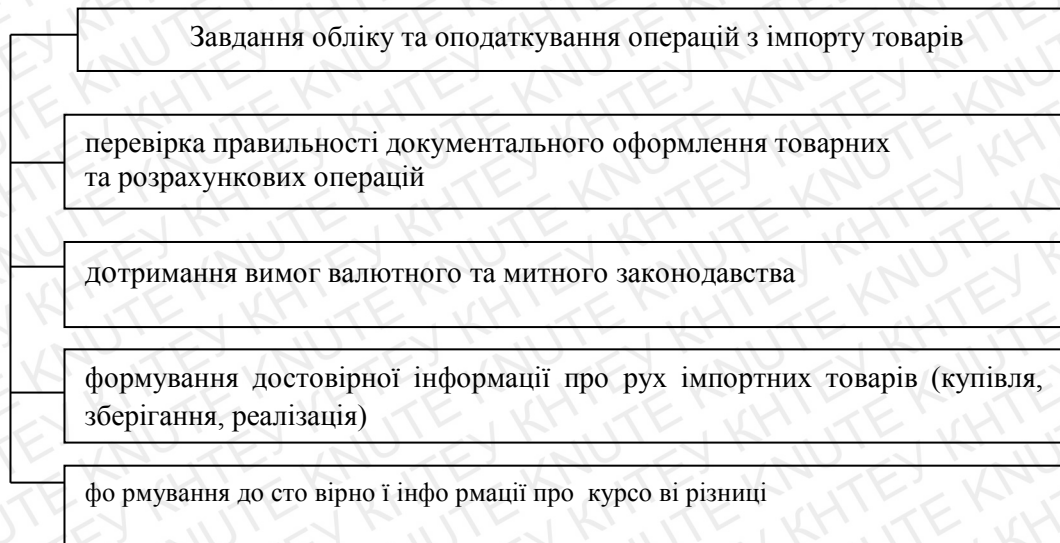 Завдання обліку та оподаткування операцій з імпорту товарів
перевірка правильності документального оформлення товарних
та розрахункових операцій
дотримання вимог валютного та митного законодавства
формування достовірної інформації про рух імпортних товарів (купівля,
зберігання, реалізація)
фо рмування до сто вірно ї інфо рмації про курсо ві різниці